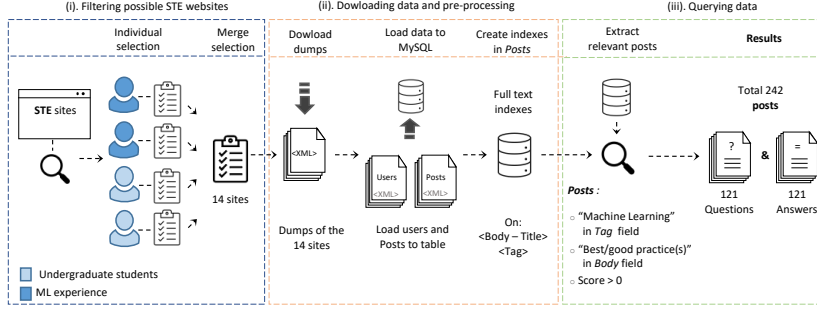 (i). Filtering possible STE websites
(ii). Dowloading data and pre-processing
(iii). Querying data
Individual
selection
Merge
selection
STE sites
14 sites
Undergraduate students
ML experience
Dowload
dumps
<XML>
Dumps of the
14 sites
Load data to
MySQL
Users
<XML>
Posts
<XML>
Load users and
Posts to table
Create indexes
in Posts
Full text
indexes
On:
<Body – Title>
<Tag>
Extract
relevant posts
Posts :
○ “Machine Learning”
in Tag field
○ “Best/good practice(s)”
in Body field
○ Score > 0
Results
Total 242
posts
?
&
=
121
Questions
121
Answers